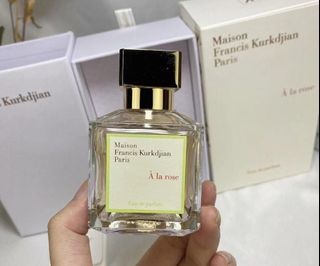 Kurkdjian
Maison
Francis Kurkdjian
Paris
À la rose
Maison
Francis Kurkdjian
Paris
À la rose
Eau de parfum